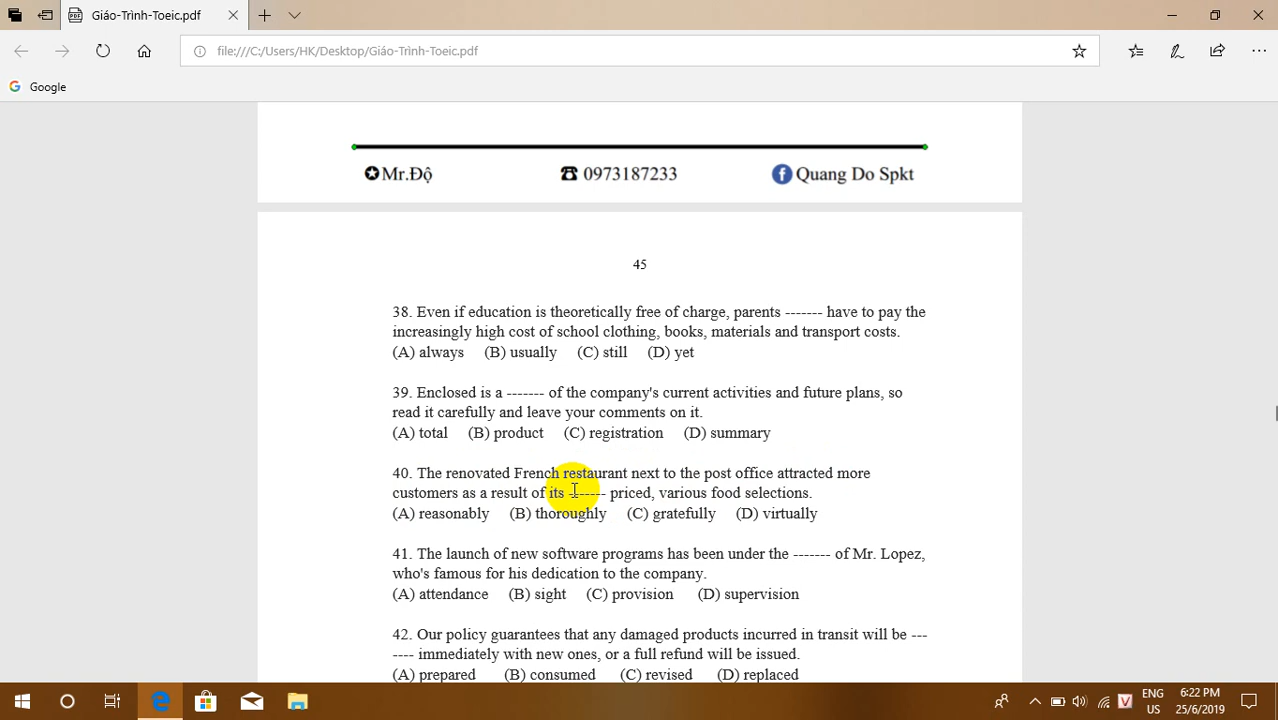 Giáo-Trình-Toeic.pdf
file:///C:/Users/HK/Desktop/Giáo-Trình-Toeic.pdf
Google
Mr.Độ 0973187233 Quang Do Spkt
45
38. Even if education is theoretically free of charge, parents ------- have to pay the
increasingly high cost of school clothing, books, materials and transport costs.
(A) always (B) usually (C) still (D) yet
39. Enclosed is a ------- of the company's current activities and future plans, so
read it carefully and leave your comments on it.
(A) total (B) product (C) registration (D) summary
40. The renovated French restaurant next to the post office attracted more
customers as a result of its ------- priced, various food selections.
(A) reasonably (B) thoroughly (C) gratefully (D) virtually
41. The launch of new software programs has been under the ------- of Mr. Lopez,
who's famous for his dedication to the company.
(A) attendance (B) sight (C) provision (D) supervision
42. Our policy guarantees that any damaged products incurred in transit will be ---
---- immediately with new ones, or a full refund will be issued.
(A) prepared (B) consumed (C) revised (D) replaced
ENG 6:22 PM
US 25/6/2019